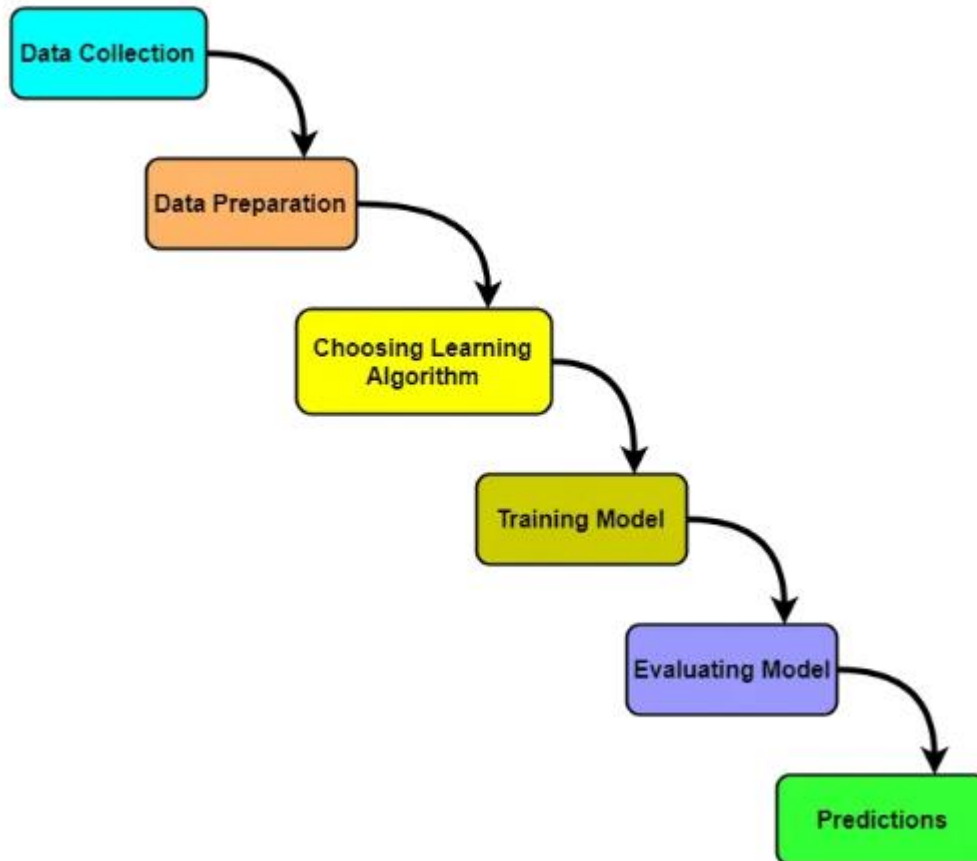 Data Collection
Data Preparation
Choosing Learning
Algorithm
Training Model
Evaluating Model
Predictions